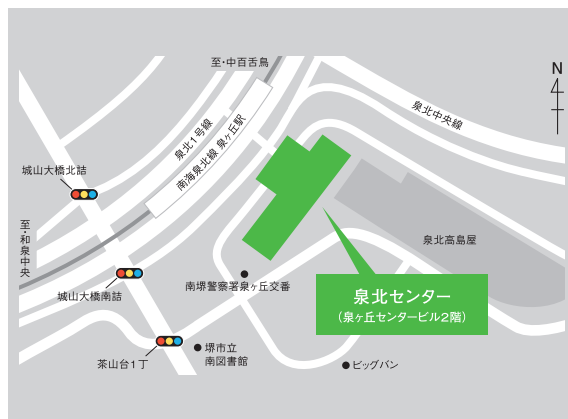 至・中百舌鳥
N
泉北中央線
泉北1号線
南海泉北線 泉ヶ丘駅
城山大橋北詰
至・和泉中央
泉北高島屋
城山大橋南詰
南堺警察署泉ヶ丘交番
泉北センター
(泉ヶ丘センタービル2階)
茶山台1丁
堺市立
南図書館
ビッグバン